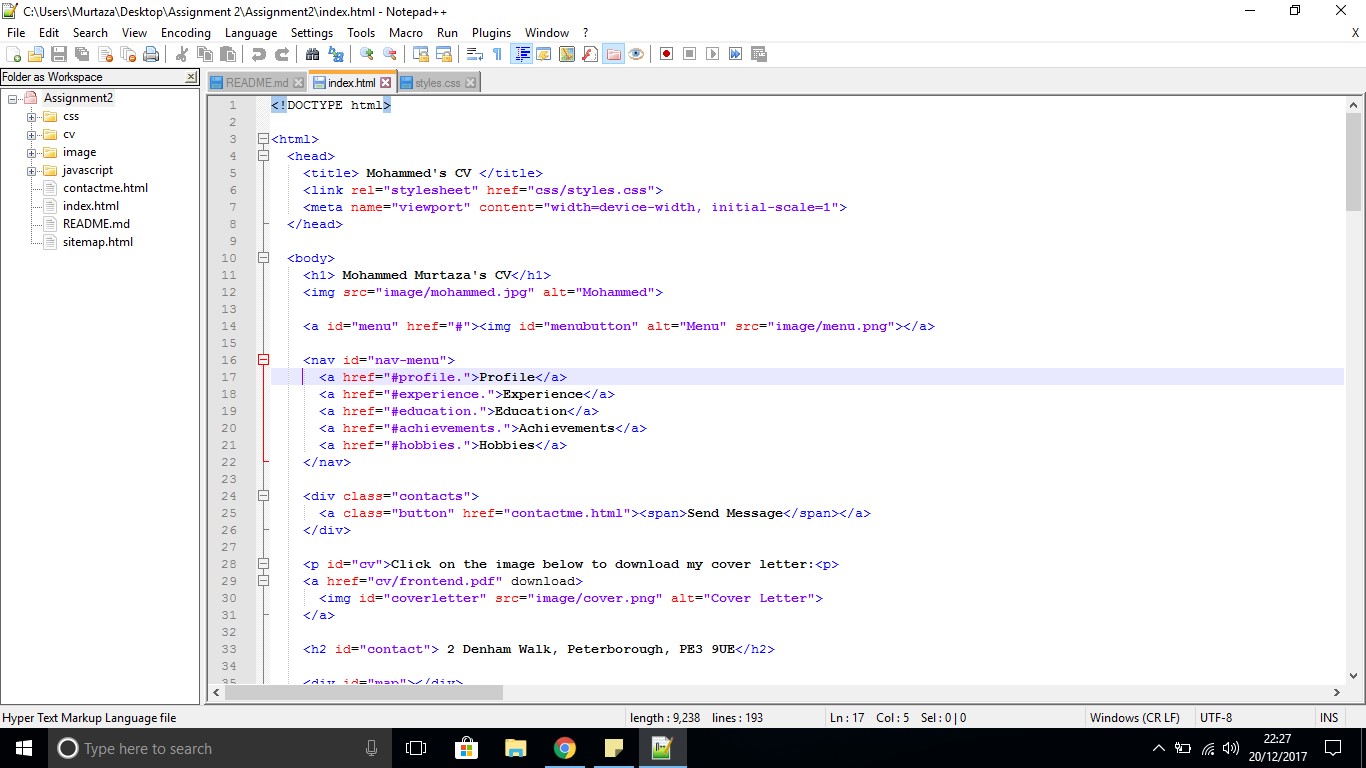 C:\Users\Murtaza\Desktop\Assignment 2\Assignment2\index.html - Notepad++
File Edit Search View Encoding Language Settings Tools Macro Run Plugins Window ? X
Folder as Workspace
Assignment2
css
cv
image
javascript
contactme.html
index.html
README.md
sitemap.html
README.md index.html styles.css
1 <!DOCTYPE html>
2
3 <html>
4 <head>
5 <title> Mohammed's CV </title>
6 <link rel="stylesheet" href="css/styles.css">
7 <meta name="viewport" content="width=device-width, initial-scale=1">
8 </head>
9
10 <body>
11 <h1> Mohammed Murtaza's CV</h1>
12 <img src="image/mohammed.jpg" alt="Mohammed">
13
14 <a id="menu" href="#"><img id="menubutton" alt="Menu" src="image/menu.png"></a>
15
16 <nav id="nav-menu">
17 <a href="#profile.">Profile</a>
18 <a href="#experience.">Experience</a>
19 <a href="#education.">Education</a>
20 <a href="#achievements.">Achievements</a>
21 <a href="#hobbies.">Hobbies</a>
22 </nav>
23
24 <div class="contacts">
25 <a class="button" href="contactme.html"><span>Send Message</span></a>
26 </div>
27
28 <p id="cv">Click on the image below to download my cover letter:<p>
29 <a href="cv/frontend.pdf" download>
30 <img id="coverletter" src="image/cover.png" alt="Cover Letter">
31 </a>
32
33 <h2 id="contact"> 2 Denham Walk, Peterborough, PE3 9UE</h2>
34
35 <div id="map"></div>
Hyper Text Markup Language file length : 9,238 lines : 193 Ln : 17 Col : 5 Sel : 0 | 0 Windows (CR LF) UTF-8 INS
Type here to search
22:27
20/12/2017